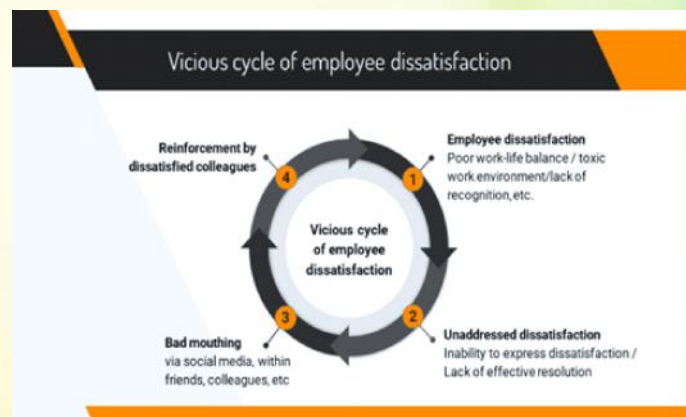 Vicious cycle of employee dissatisfaction
Employee dissatisfaction
Poor work-life balance / toxic
work environment/lack of
recognition, etc.
1
Unaddressed dissatisfaction
Inability to express dissatisfaction /
Lack of effective resolution
2
Bad mouthing
via social media, within
friends, colleagues, etc
3
Reinforcement by
dissatisfied colleagues
4
Vicious cycle
of employee
dissatisfaction